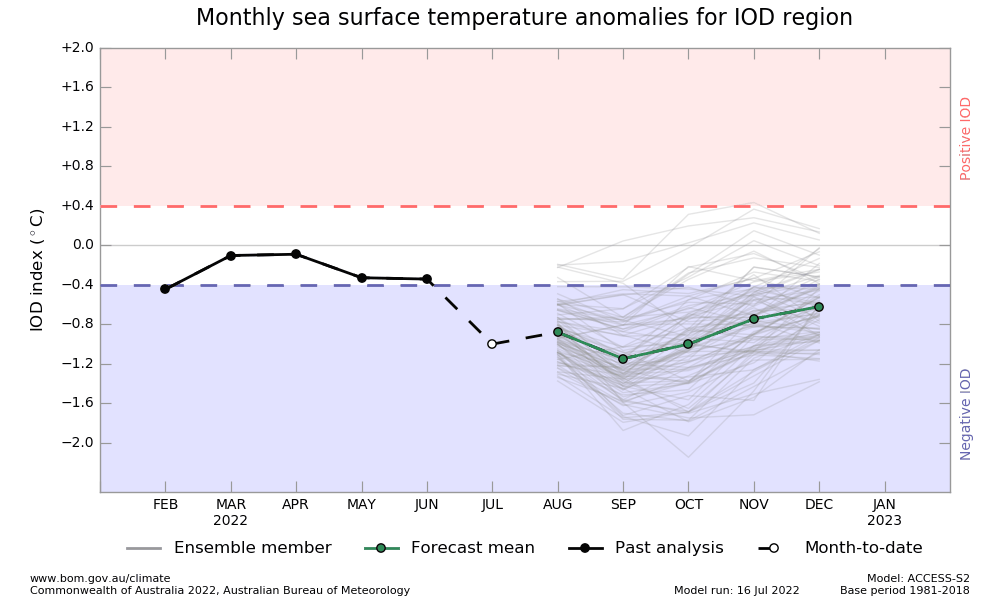 Monthly sea surface temperature anomalies for IOD region
+2.0
+1.6
+1.2
+0.8
+0.4
0.0
−0.4
−0.8
−1.2
−1.6
−2.0
IOD index (°C)
Positive IOD
Negative IOD
FEB MAR APR MAY JUN JUL AUG SEP OCT NOV DEC JAN
2022 2023
Ensemble member Forecast mean Past analysis Month-to-date
www.bom.gov.au/climate Model: ACCESS-S2
Commonwealth of Australia 2022, Australian Bureau of Meteorology Model run: 16 Jul 2022 Base period 1981-2018